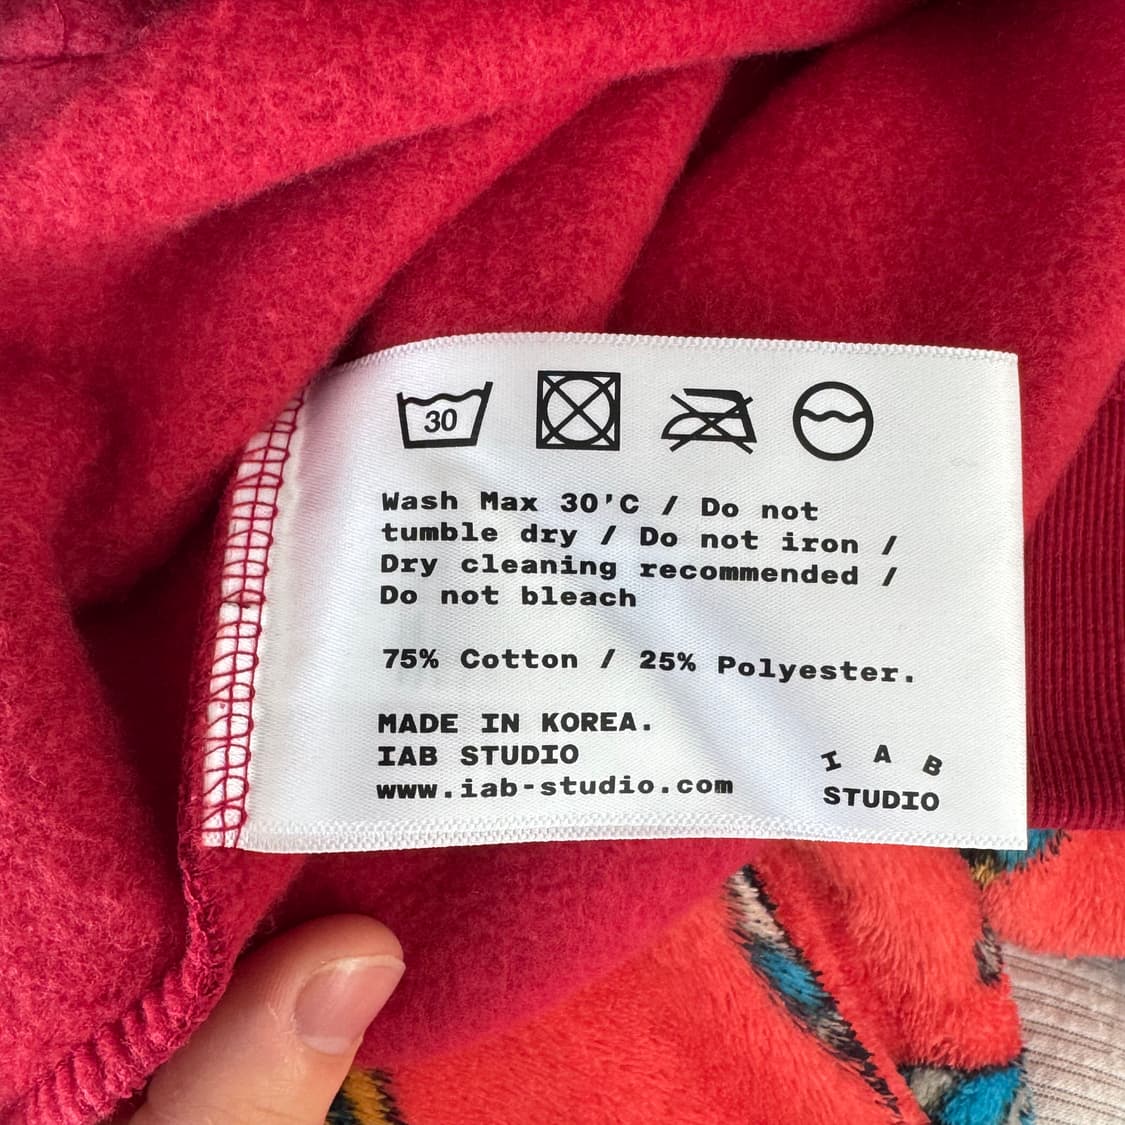 30
Wash Max 30'C / Do not
tumble dry / Do not iron /
Dry cleaning recommended /
Do not bleach
75% Cotton / 25% Polyester.
MADE IN KOREA.
IAB STUDIO
www.iab-studio.com
I A B
STUDIO